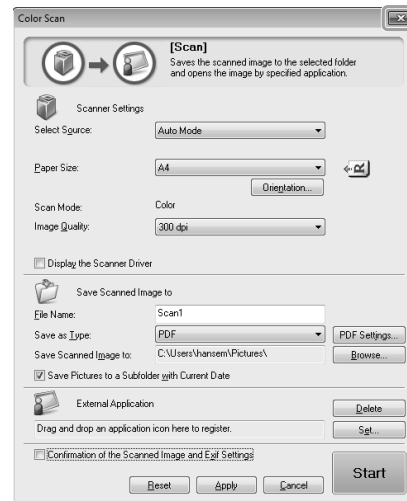 Color Scan
[Scan]
Saves the scanned image to the selected folder
and opens the image by specified application.
Scanner Settings
Select Source: Auto Mode
Paper Size: A4
Orientation...
Scan Mode: Color
Image Quality: 300 dpi
Display the Scanner Driver
Save Scanned Image to
File Name: Scan1
Save as Type: PDF PDF Settings...
Save Scanned Image to: C:\Users\hansem\Pictures\ Browse...
Save Pictures to a Subfolder with Current Date
External Application Delete
Drag and drop an application icon here to register. Set...
Confirmation of the Scanned Image and Exif Settings
Reset Apply Cancel Start